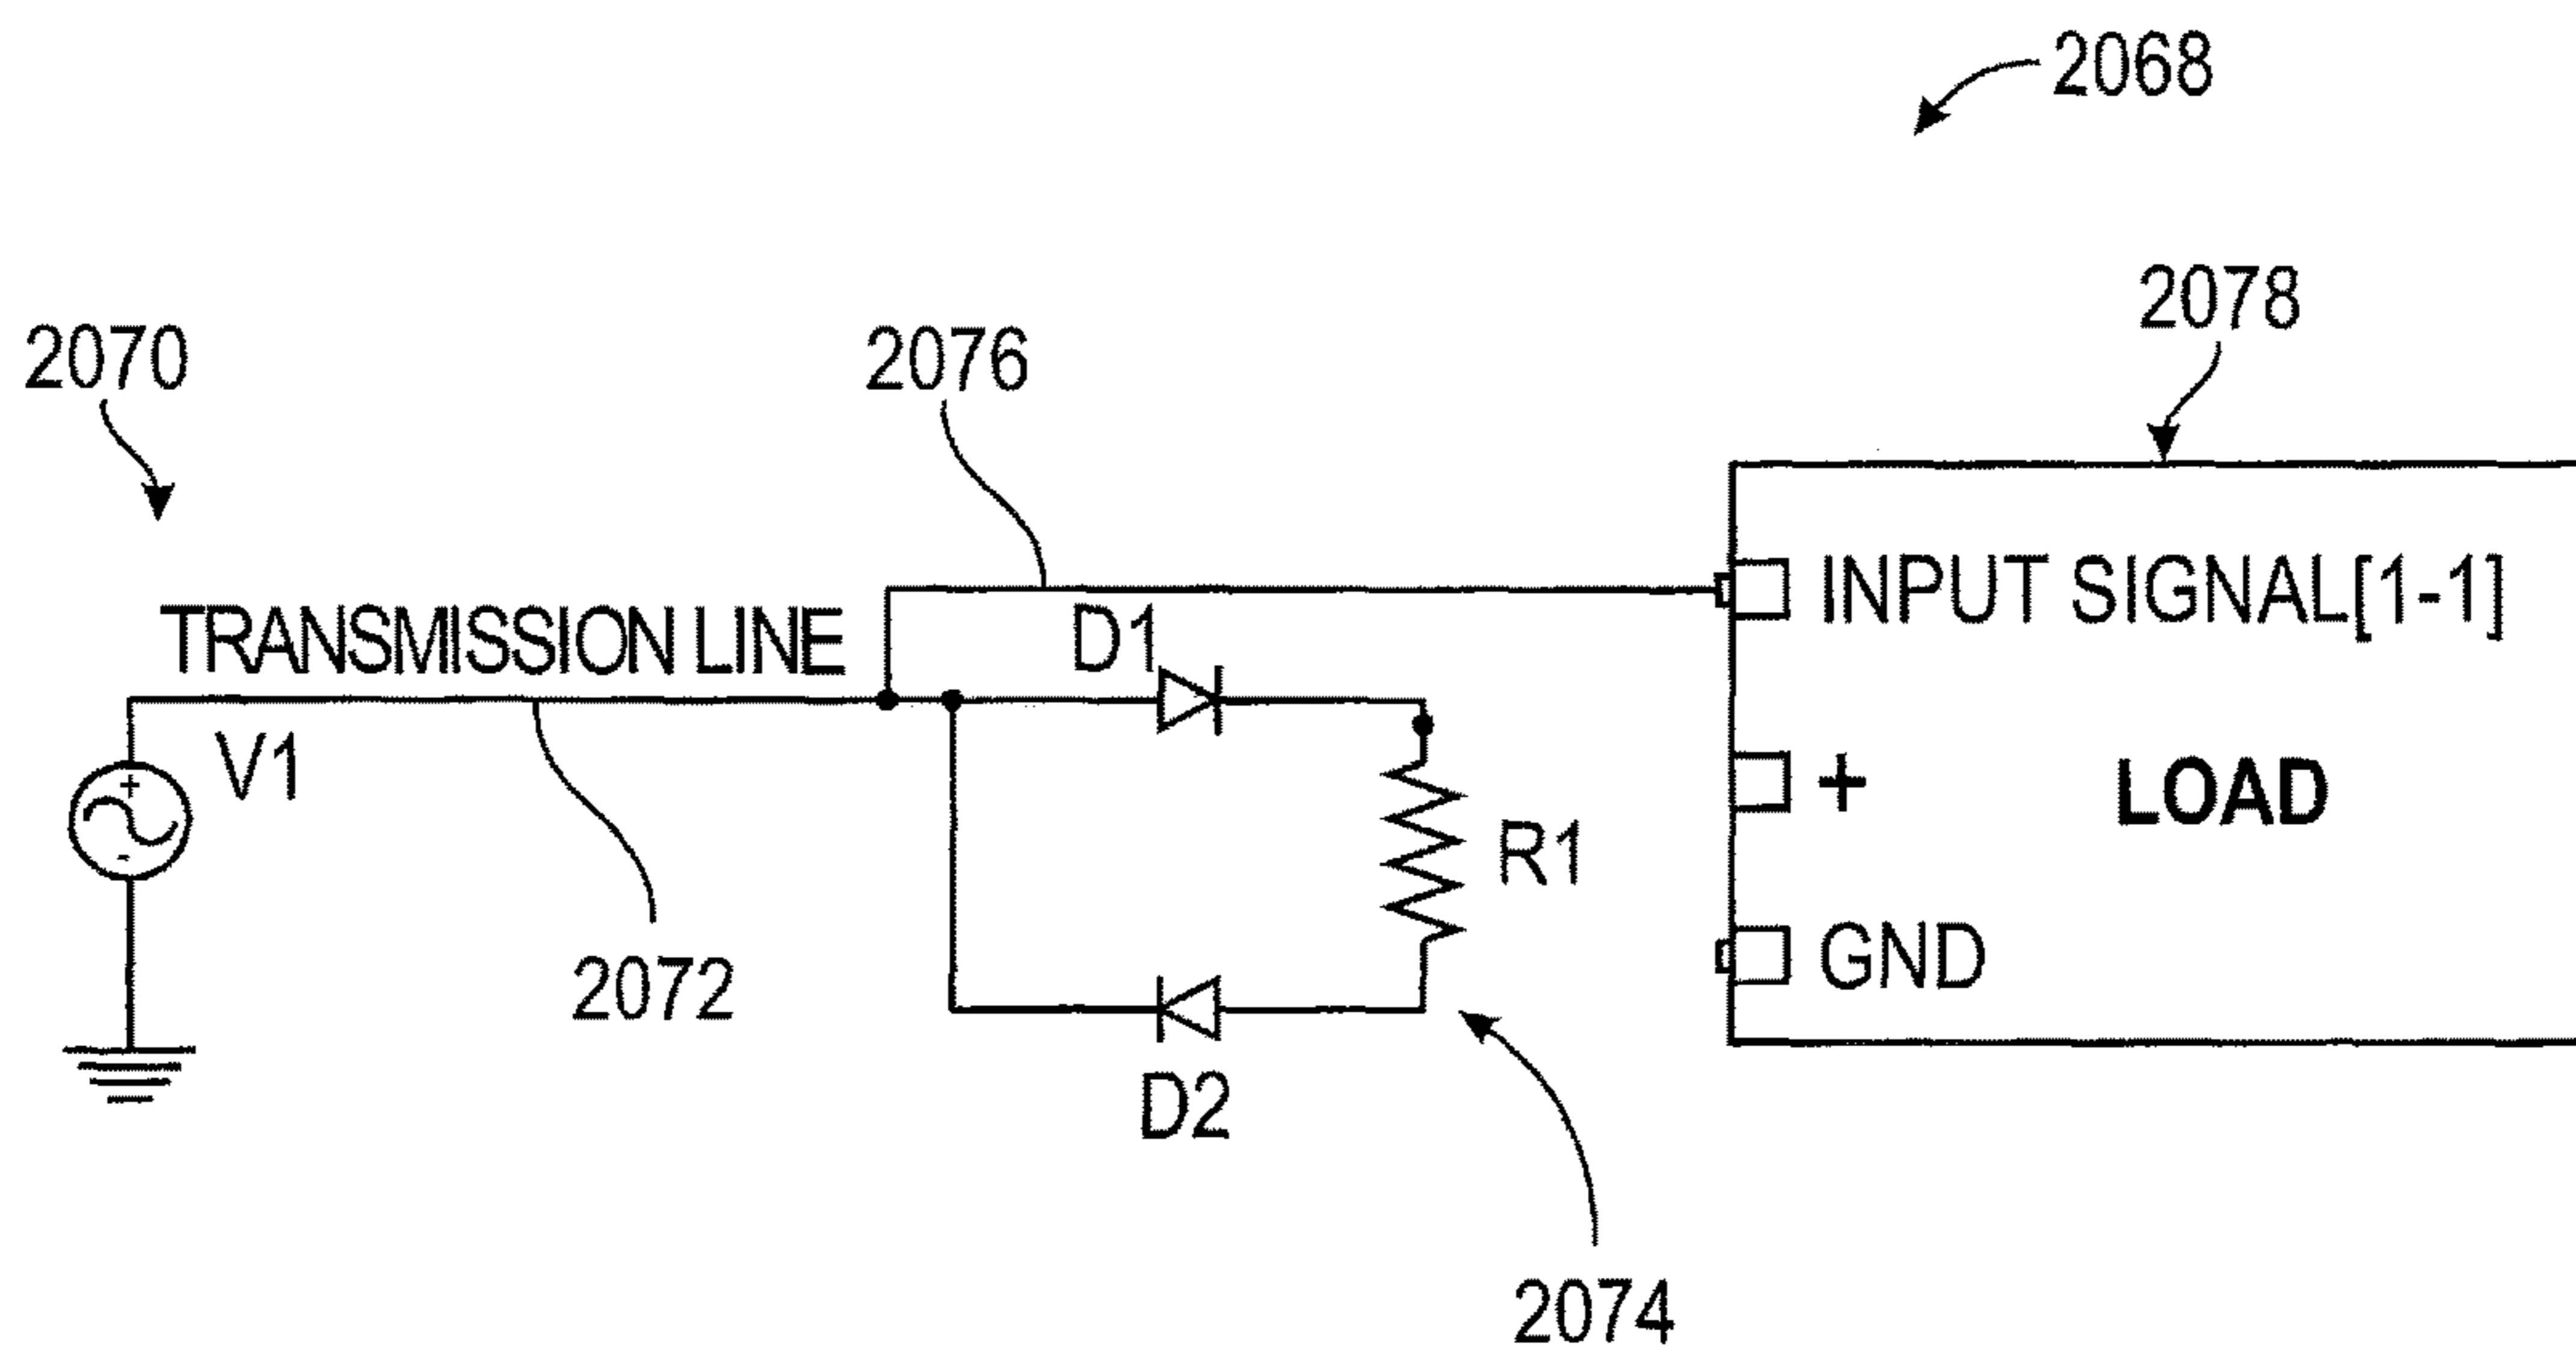 2068
2078
2070
2076
INPUT SIGNAL[1-1]
TRANSMISSION LINE
D1
V1
+
-
+
LOAD
R1
GND
2072
D2
2074